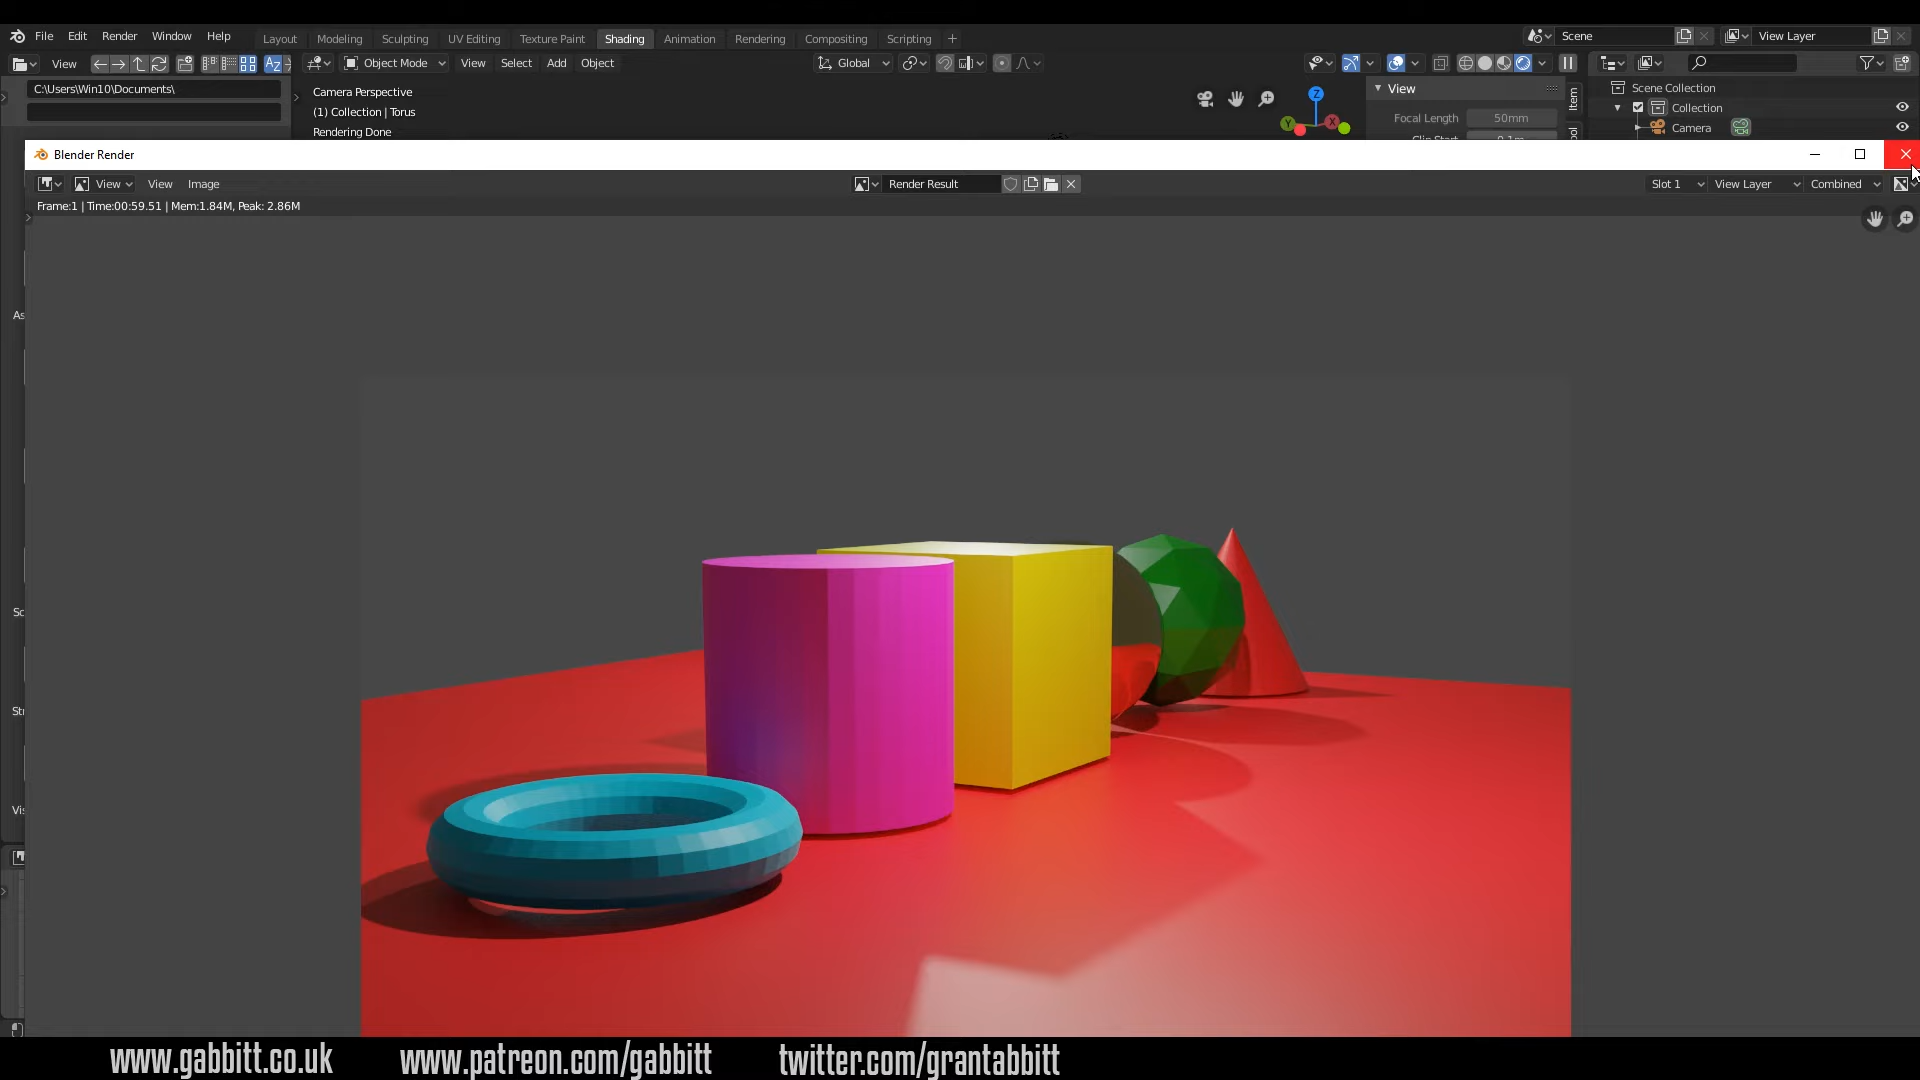 File Edit Render Window Help Layout Modeling Sculpting UV Editing Texture Paint Shading Animation Rendering Compositing Scripting + Scene View Layer
View Object Mode View Select Add Object Global
C:\Users\Win10\Documents\
Camera Perspective
(1) Collection | Torus
Rendering Done
Z
Y
X
View
Item
Focal Length 50mm
Scene Collection
Collection
Camera
Blender Render
View View Image Render Result Slot 1 View Layer Combined
Frame:1 | Time:00:59.51 | Mem:1.84M, Peak: 2.86M
As
Sc
Vis
www.gabbitt.co.uk www.patreon.com/gabbitt twitter.com/grantabbitt